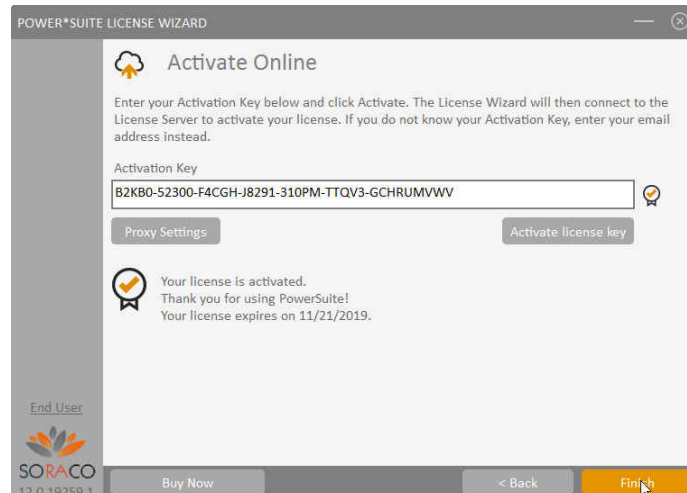 POWER*SUITE LICENSE WIZARD
Activate Online
Enter your Activation Key below and click Activate. The License Wizard will then connect to the
License Server to activate your license. If you do not know your Activation Key, enter your email
address instead.
Activation Key
B2KB0-52300-F4CGH-J8291-310PM-TTQV3-GCHRUMVWV
Proxy Settings
Activate license key
Your license is activated.
Thank you for using PowerSuite!
Your license expires on 11/21/2019.
End User
SORACO
12.0.19259.1
Buy Now
< Back
Finish